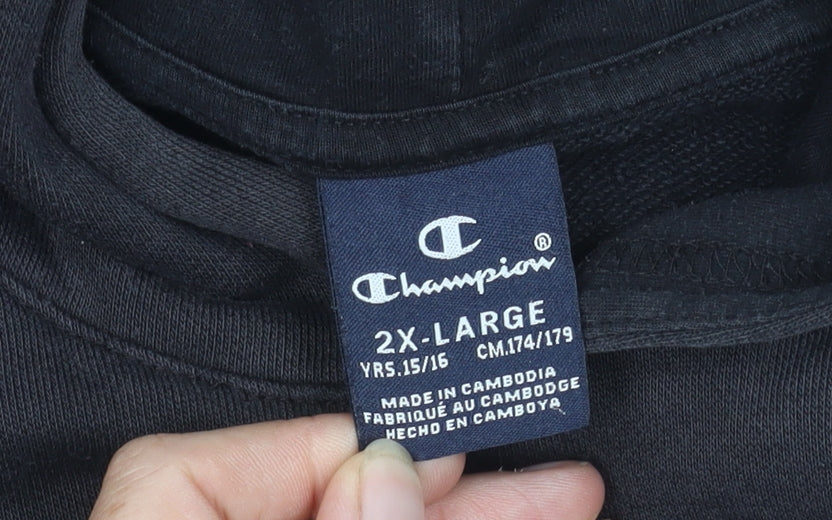 C
Champion®
2X-LARGE
YRS.15/16 CM.174/179
MADE IN CAMBODIA
FABRIQUÉ AU CAMBODGE
HECHO EN CAMBOYA